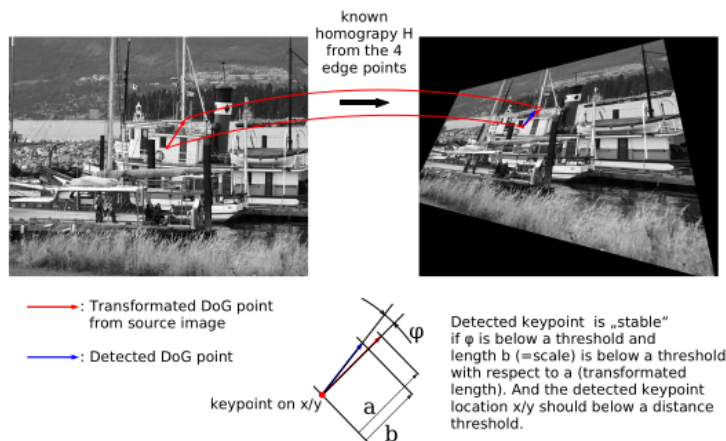 known
homograpy H
from the 4
edge points
: Transformated DoG point
from source image
: Detected DoG point
keypoint on x/y
φ
a
b
Detected keypoint is „stable“
if φ is below a threshold and
length b (=scale) is below a threshold
with respect to a (transformated
length). And the detected keypoint
location x/y should below a distance
threshold.